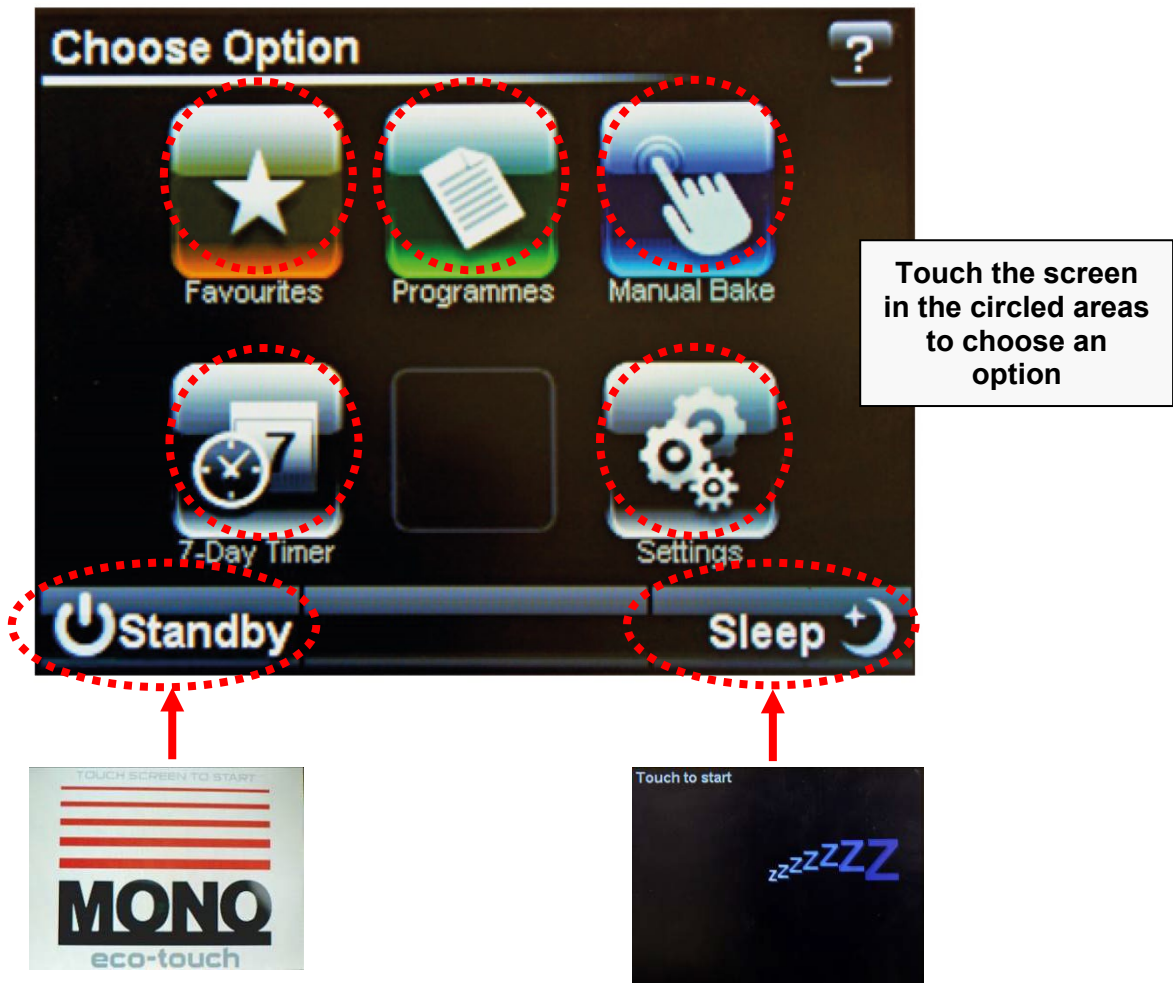 Choose Option
?
Favourites
Programmes
Manual Bake
Touch the screen
in the circled areas
to choose an
option
7
7-Day Timer
Settings
Standby
Sleep
TOUCH SCREEN TO START
MONO
eco-touch
Touch to start
zzzzzZZ